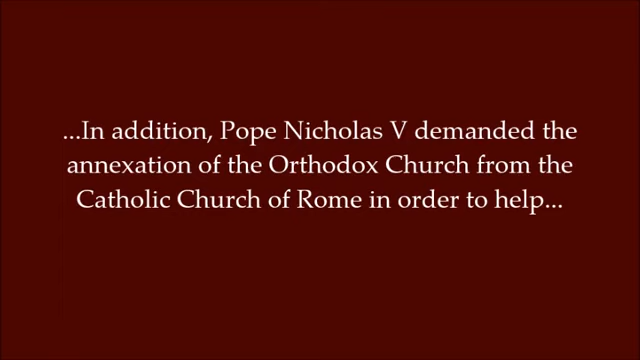 ...In addition, Pope Nicholas V demanded the
annexation of the Orthodox Church from the
Catholic Church of Rome in order to help...